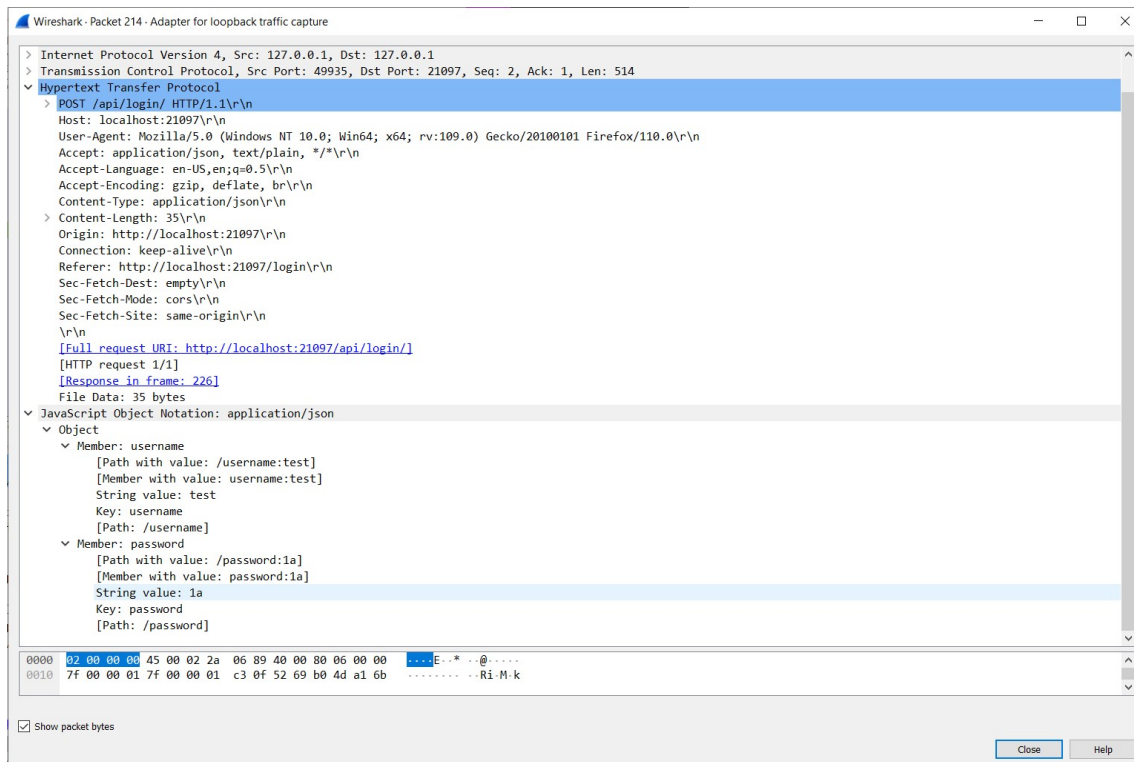 Wireshark · Packet 214 · Adapter for loopback traffic capture
Internet Protocol Version 4, Src: 127.0.0.1, Dst: 127.0.0.1
Transmission Control Protocol, Src Port: 49935, Dst Port: 21097, Seq: 2, Ack: 1, Len: 514
Hypertext Transfer Protocol
POST /api/login/ HTTP/1.1\r\n
Host: localhost:21097\r\n
User-Agent: Mozilla/5.0 (Windows NT 10.0; Win64; x64; rv:109.0) Gecko/20100101 Firefox/110.0\r\n
Accept: application/json, text/plain, */*\r\n
Accept-Language: en-US,en;q=0.5\r\n
Accept-Encoding: gzip, deflate, br\r\n
Content-Type: application/json\r\n
Content-Length: 35\r\n
Origin: http://localhost:21097\r\n
Connection: keep-alive\r\n
Referer: http://localhost:21097/login\r\n
Sec-Fetch-Dest: empty\r\n
Sec-Fetch-Mode: cors\r\n
Sec-Fetch-Site: same-origin\r\n
\r\n
[Full request URI: http://localhost:21097/api/login/]
[HTTP request 1/1]
[Response in frame: 226]
File Data: 35 bytes
JavaScript Object Notation: application/json
Object
Member: username
[Path with value: /username:test]
[Member with value: username:test]
String value: test
Key: username
[Path: /username]
Member: password
[Path with value: /password:1a]
[Member with value: password:1a]
String value: 1a
Key: password
[Path: /password]
0000 02 00 00 00 45 00 02 2a 06 89 40 00 80 06 00 00 ····E··* ··@·····
0010 7f 00 00 01 7f 00 00 01 c3 0f 52 69 b0 4d a1 6b ········ ··Ri·M·k
Show packet bytes
Close Help